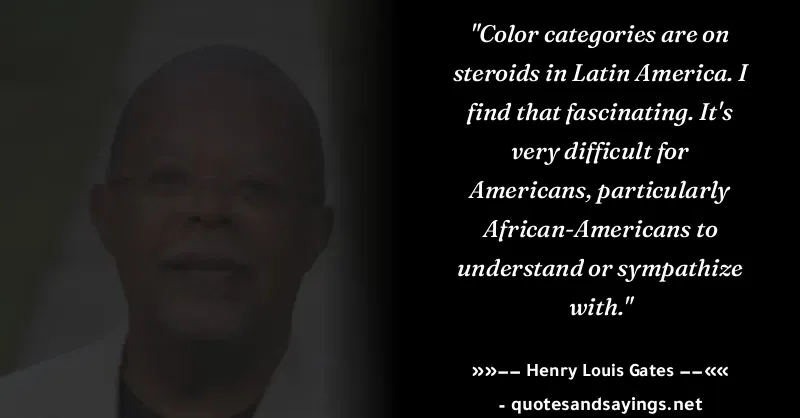 "Color categories are on
steroids in Latin America. I
find that fascinating. It's
very difficult for
Americans, particularly
African-Americans to
understand or sympathize
with."
»»−− Henry Louis Gates −−««
- quotesandsayings.net